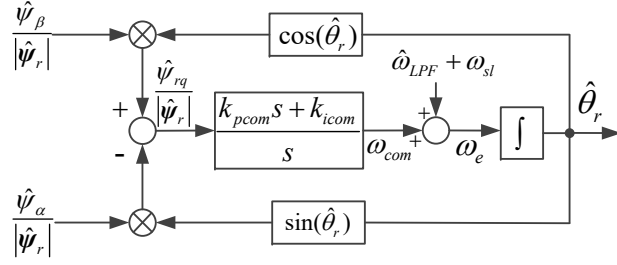 ψ̂_β / |ψ̂_r|
cos(θ̂_r)
ω̂_LPF + ω_sl
+
ψ̂_rq / |ψ̂_r|
k_pcom s + k_icom / s
ω_com
+
+
ω_e
∫
θ̂_r
-
ψ̂_α / |ψ̂_r|
sin(θ̂_r)